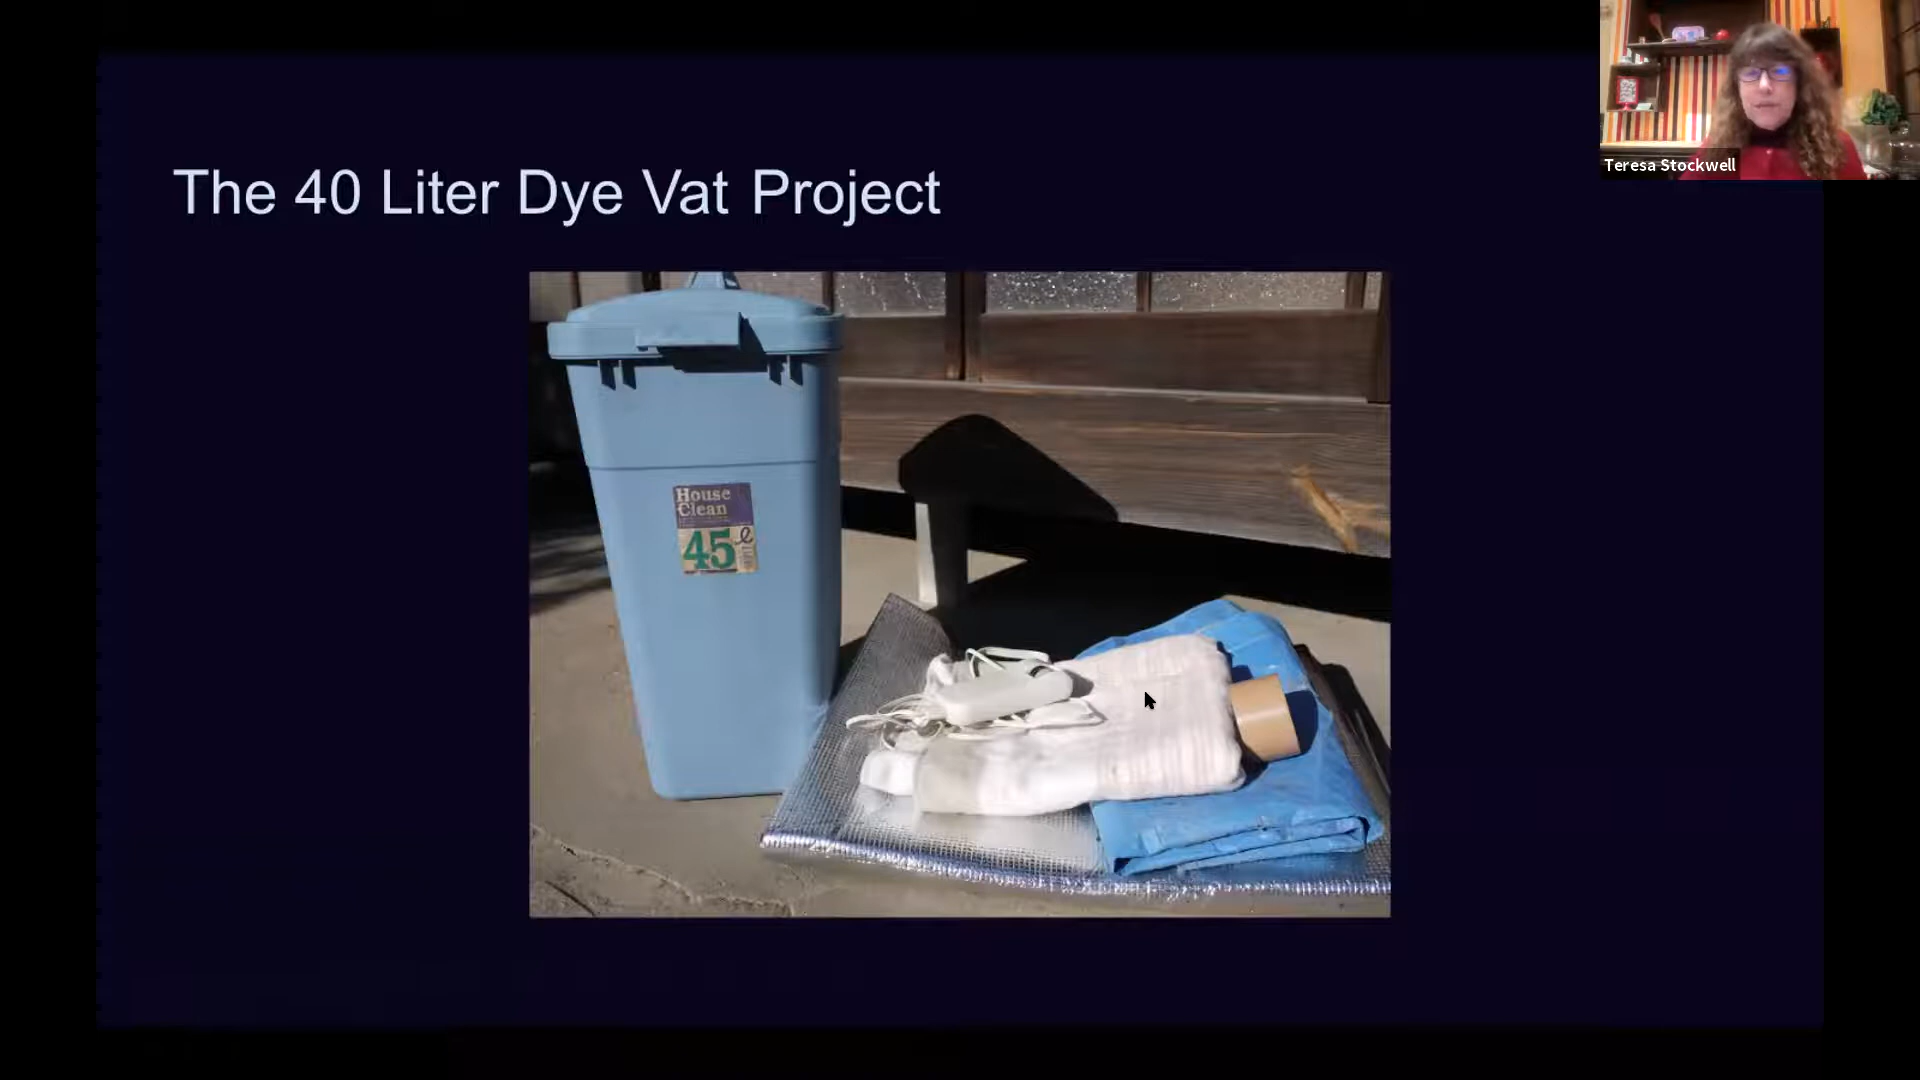 The 40 Liter Dye Vat Project
Teresa Stockwell
House
Clean
45ℓ